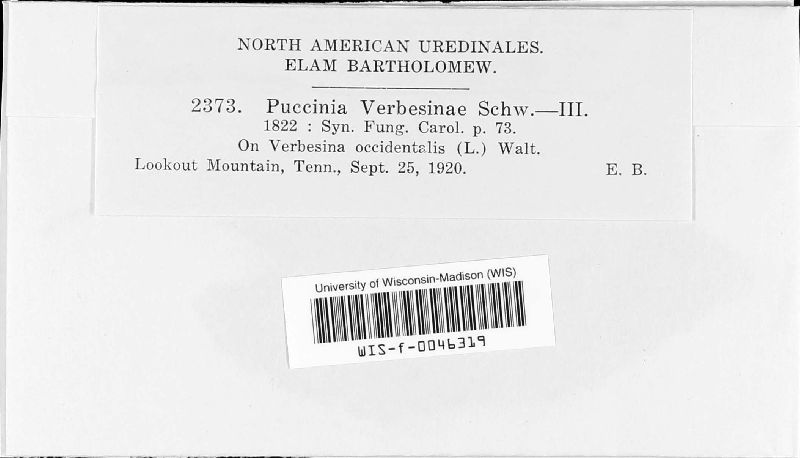 NORTH AMERICAN UREDINALES.
ELAM BARTHOLOMEW.
2373. Puccinia Verbesinae Schw.—III.
1822 : Syn. Fung. Carol. p. 73.
On Verbesina occidentalis (L.) Walt.
Lookout Mountain, Tenn., Sept. 25, 1920. E. B.
University of Wisconsin-Madison (WIS)
WIS-f-0046319